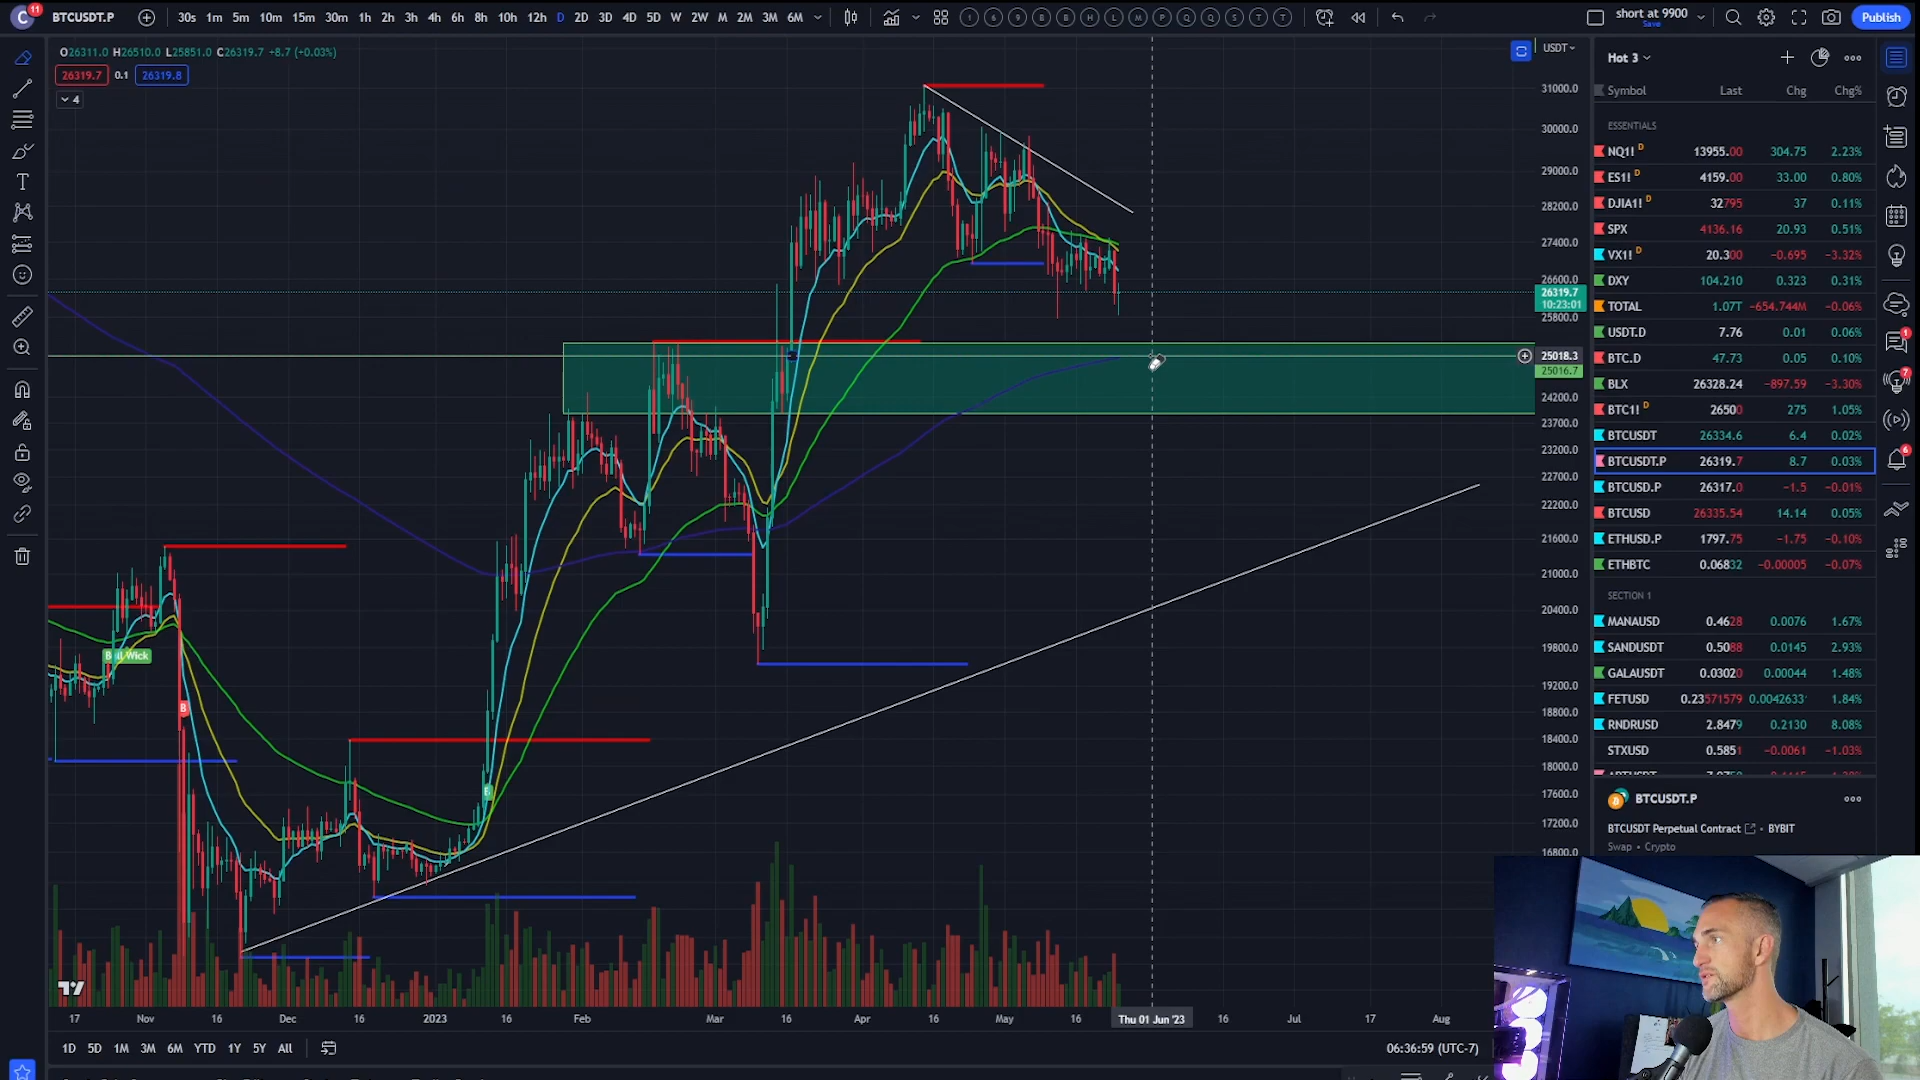 C 11 BTCUSDT.P 30s 1m 5m 10m 15m 30m 1h 2h 3h 4h 6h 8h 10h 12h D 2D 3D 4D 5D W 2W M 2M 3M 6M short at 9900 Save Publish
O26311.0 H26510.0 L25851.0 C26319.7 +8.7 (+0.03%)
26319.7 0.1 26319.8
4
USDT
31000.0
30000.0
29000.0
28200.0
27400.0
26600.0
26319.7
10:23:01
25800.0
25018.3
25016.7
24200.0
23700.0
23200.0
22700.0
22200.0
21600.0
21000.0
20400.0
19800.0
19200.0
18800.0
18400.0
18000.0
17600.0
17200.0
16800.0
Bull Wick
B
17 Nov 16 Dec 16 2023 16 Feb Mar 16 Apr 16 May 16 Thu 01 Jun '23 16 Jul 17 Aug
1D 5D 1M 3M 6M YTD 1Y 5Y All
06:36:59 (UTC-7)
Hot 3
Symbol Last Chg Chg%
ESSENTIALS
NQ1! D 13955.00 304.75 2.23%
ES1! D 4159.00 33.00 0.80%
DJIA1! D 32795 37 0.11%
SPX 4136.16 20.93 0.51%
VX1! D 20.300 −0.695 −3.32%
DXY 104.210 0.323 0.31%
TOTAL 1.07T −654.744M −0.06%
USDT.D 7.76 0.01 0.06%
BTC.D 47.73 0.05 0.10%
BLX 26328.24 −897.59 −3.30%
BTC1! D 26500 275 1.05%
BTCUSDT 26334.6 6.4 0.02%
BTCUSDT.P 26319.7 8.7 0.03%
BTCUSD.P 26317.0 −1.5 −0.01%
BTCUSD 26335.54 14.14 0.05%
ETHUSD.P 1797.75 −1.75 −0.10%
ETHBTC 0.06832 −0.00005 −0.07%
SECTION 1
MANAUSD 0.4628 0.0076 1.67%
SANDUSDT 0.5088 0.0145 2.93%
GALAUSDT 0.03020 0.00044 1.48%
FETUSD 0.23571579 0.0042633 1.84%
RNDRUSD 2.8479 0.2130 8.08%
STXUSD 0.5851 −0.0061 −1.03%
BTCUSDT.P
BTCUSDT Perpetual Contract • BYBIT
Swap • Crypto